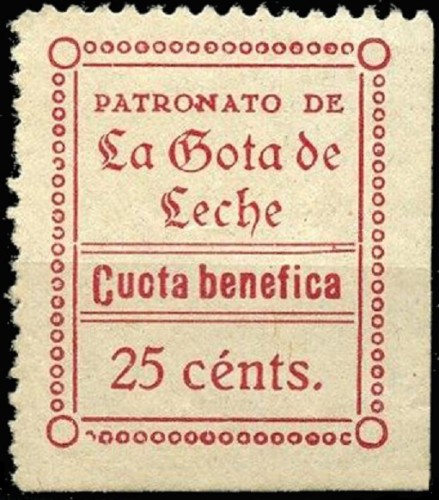 PATRONATO DE
La Gota de
Leche
Cuota benefica
25 cénts.